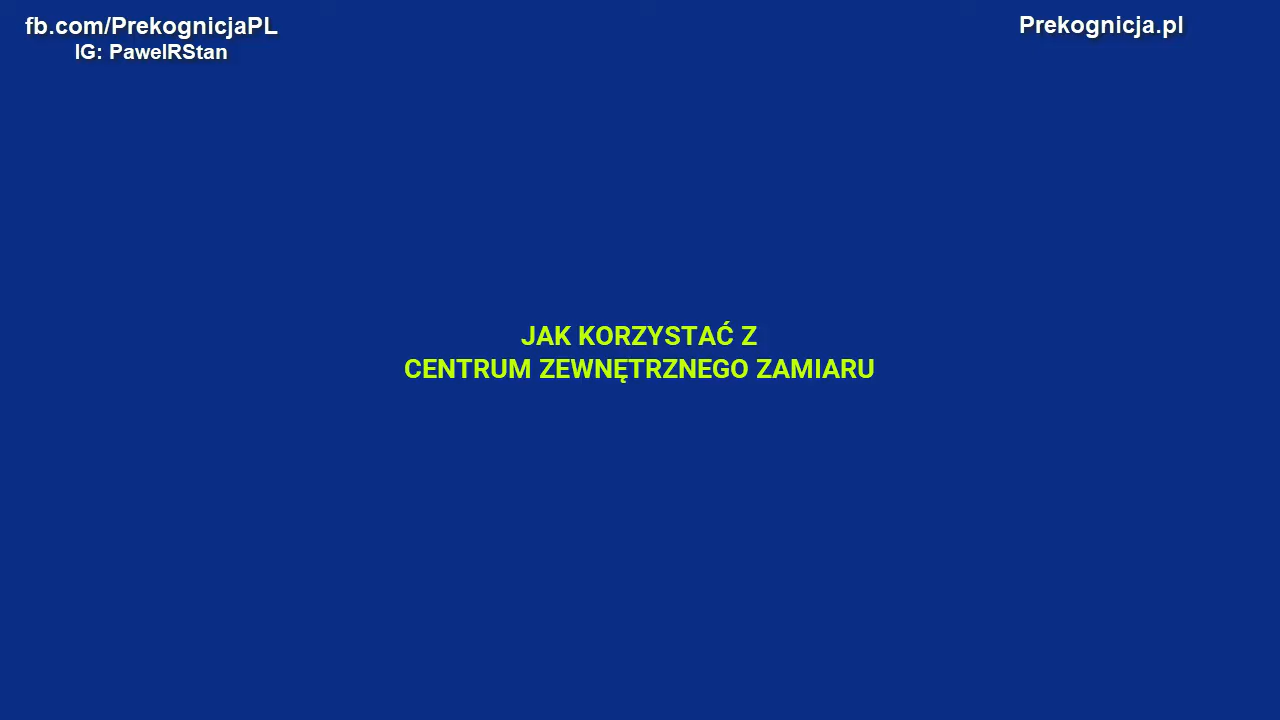 fb.com/PrekognicjaPL
IG: PawelRStan
Prekognicja.pl
JAK KORZYSTAĆ Z
CENTRUM ZEWNĘTRZNEGO ZAMIARU